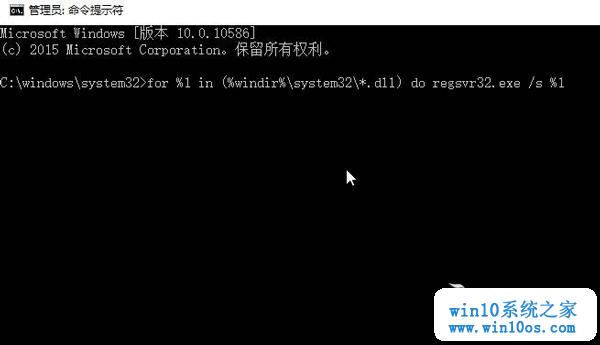 管理员: 命令提示符
Microsoft Windows [版本 10.0.10586]
(c) 2015 Microsoft Corporation。保留所有权利。
C:\windows\system32>for %1 in (%windir%\system32\*.dll) do regsvr32.exe /s %1
win10系统之家
www.win10os.com